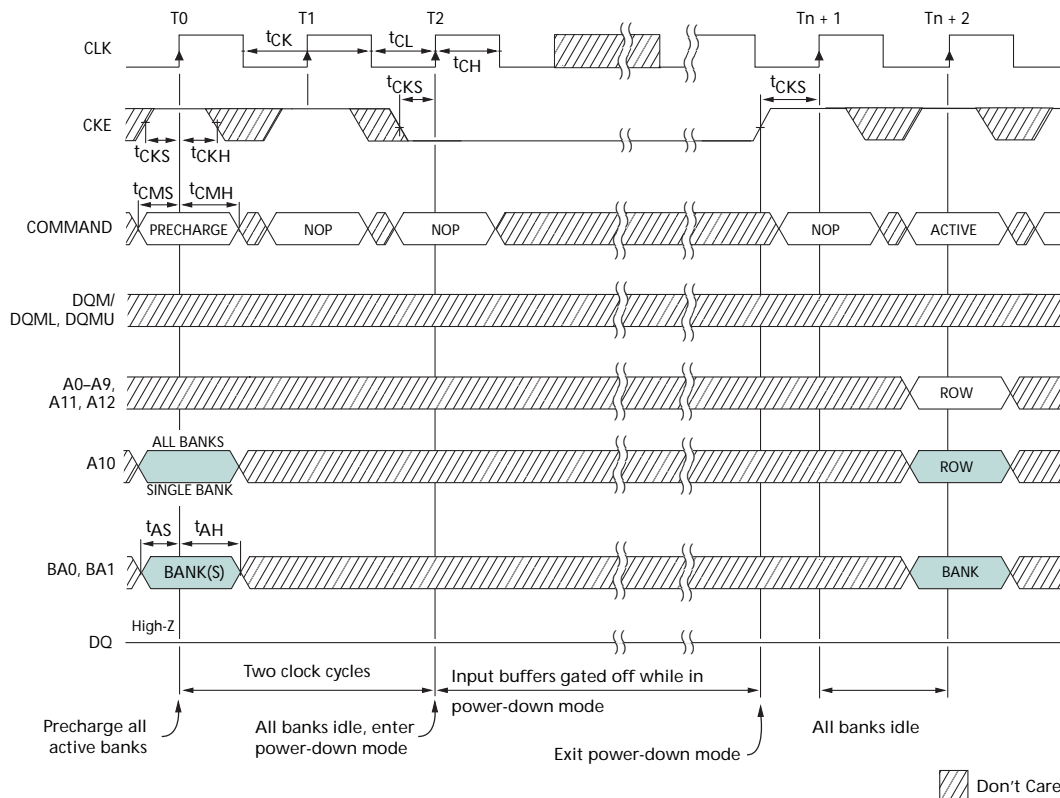 T0 T1 T2 Tn + 1 Tn + 2
CLK
tCK tCL
tCH
tCKS tCKS
CKE
tCKS tCKH
tCMS tCMH
COMMAND PRECHARGE NOP NOP NOP ACTIVE
DQM/
DQML, DQMU
A0–A9,
A11, A12
ROW
ALL BANKS
A10 ROW
SINGLE BANK
tAS tAH
BA0, BA1 BANK(S) BANK
High-Z
DQ
Two clock cycles
Input buffers gated off while in
power-down mode
Precharge all
active banks
All banks idle, enter
power-down mode
Exit power-down mode
All banks idle
Don't Care